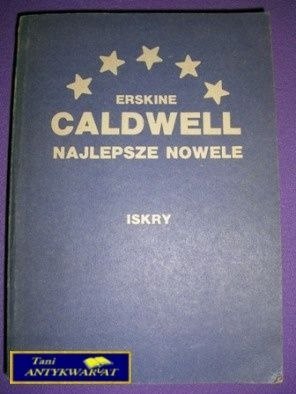 ERSKINE
CALDWELL
NAJLEPSZE NOWELE
ISKRY
Tani
ANTYKWARIAT